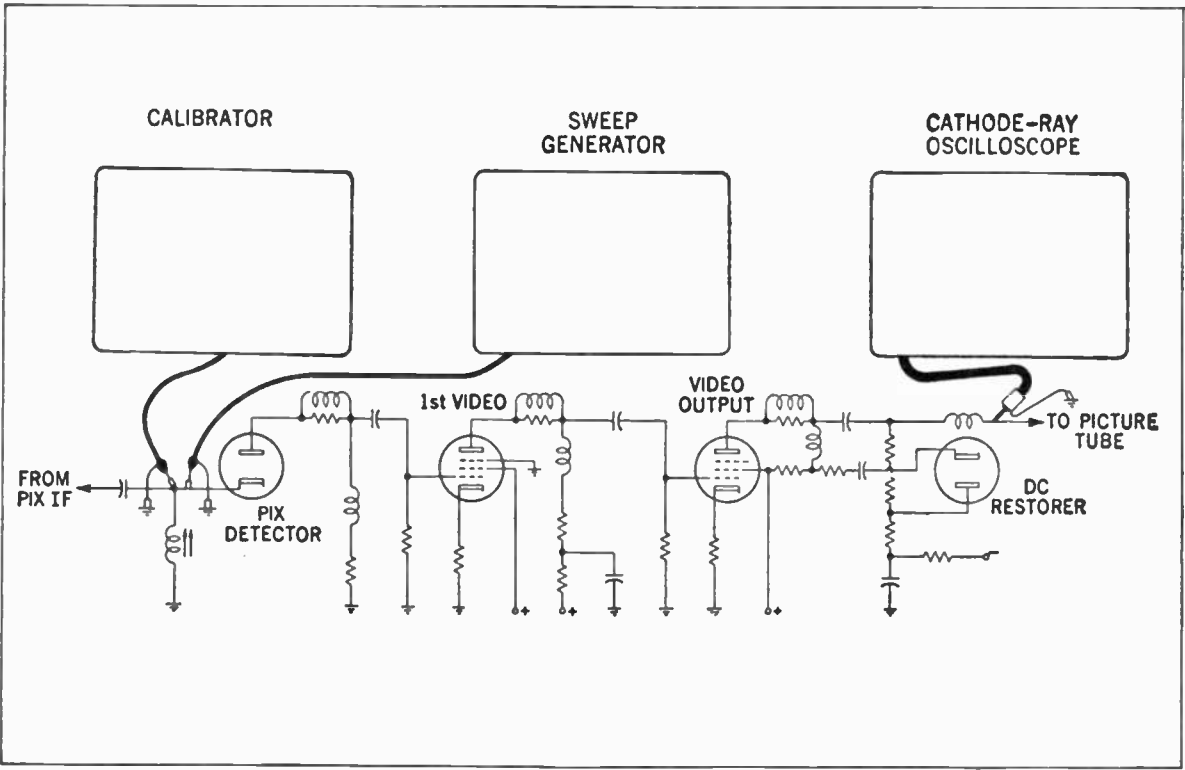 CALIBRATOR
SWEEP
GENERATOR
CATHODE-RAY
OSCILLOSCOPE
1st VIDEO
VIDEO
OUTPUT
TO PICTURE
TUBE
FROM
PIX IF
PIX
DETECTOR
DC
RESTORER
+
+
+
−